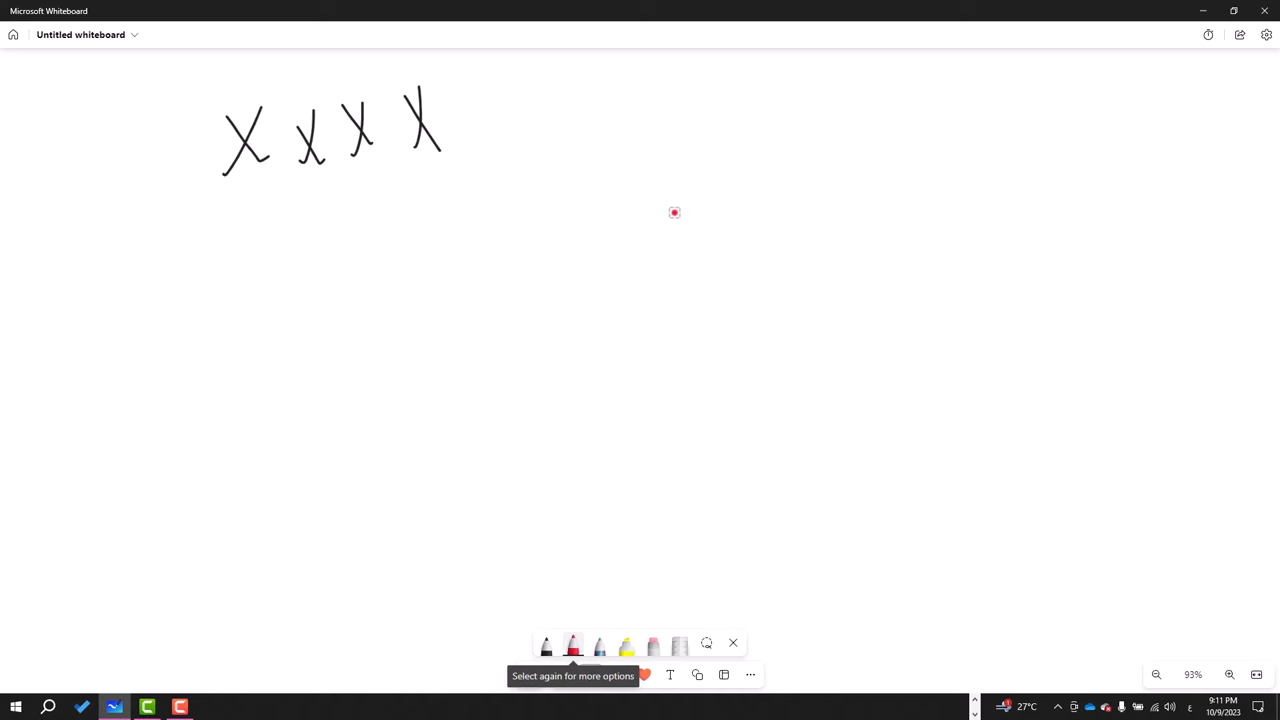 Microsoft Whiteboard
Untitled whiteboard
X X X X
Select again for more options
T
93%
27°C
ع
9:11 PM
10/9/2023